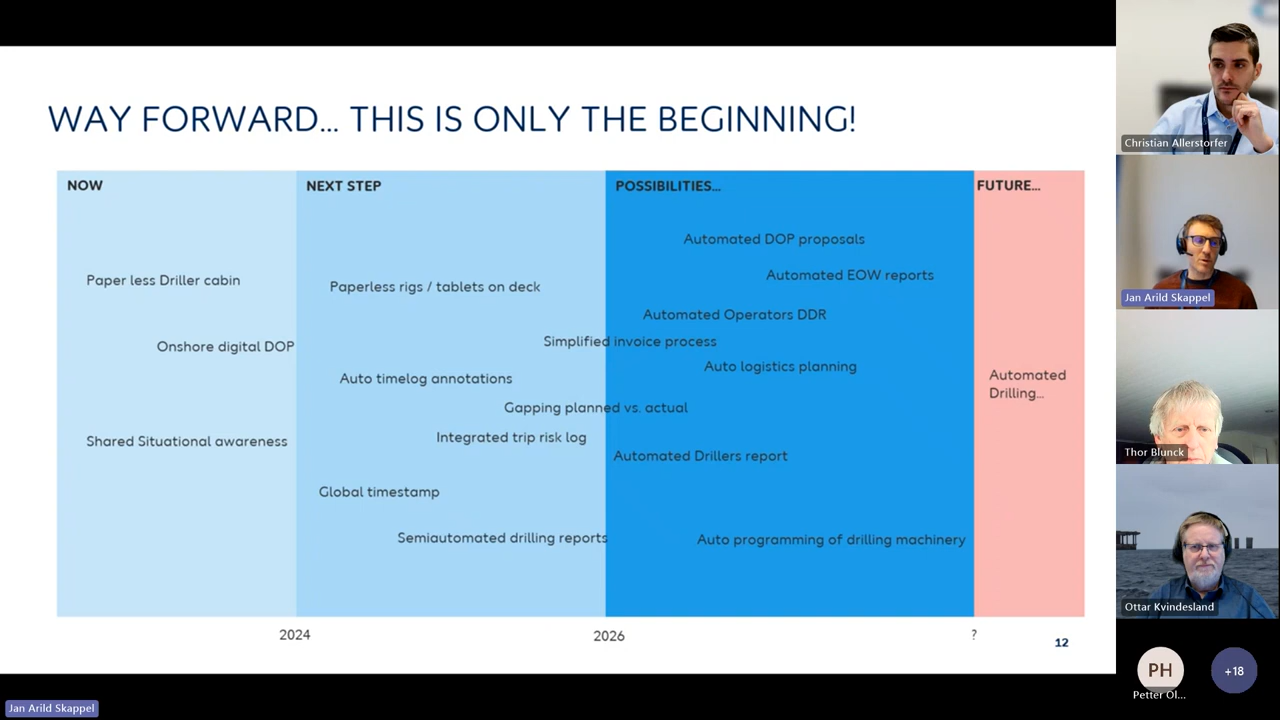 WAY FORWARD... THIS IS ONLY THE BEGINNING!
NOW
NEXT STEP
POSSIBILITIES...
FUTURE...
Paper less Driller cabin
Onshore digital DOP
Shared Situational awareness
Paperless rigs / tablets on deck
Simplified invoice process
Auto timelog annotations
Gapping planned vs. actual
Integrated trip risk log
Global timestamp
Semiautomated drilling reports
Automated DOP proposals
Automated EOW reports
Automated Operators DDR
Auto logistics planning
Automated Drillers report
Auto programming of drilling machinery
Automated
Drilling...
2024
2026
?
12
Christian Allerstorfer
Jan Arild Skappel
Thor Blunck
Ottar Kvindesland
PH
Petter Ol...
+18
Jan Arild Skappel